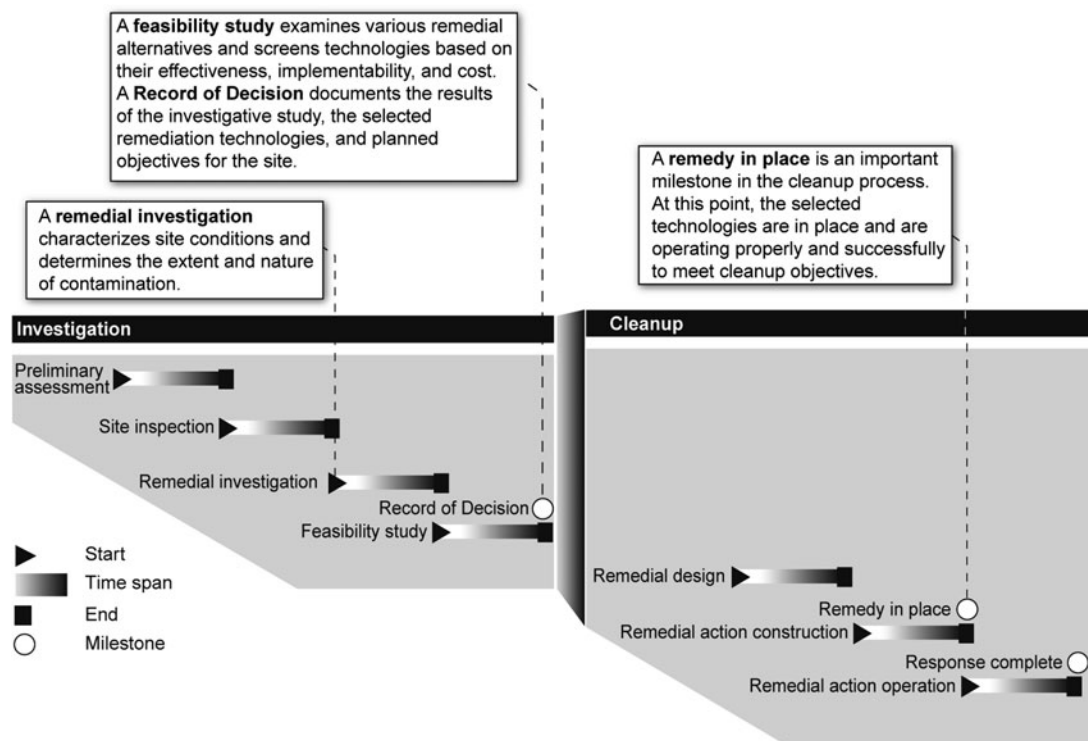 A feasibility study examines various remedial
alternatives and screens technologies based on
their effectiveness, implementability, and cost.
A Record of Decision documents the results
of the investigative study, the selected
remediation technologies, and planned
objectives for the site.
A remedy in place is an important
milestone in the cleanup process.
At this point, the selected
technologies are in place and are
operating properly and successfully
to meet cleanup objectives.
A remedial investigation
characterizes site conditions and
determines the extent and nature
of contamination.
Investigation
Cleanup
Preliminary
assessment
Site inspection
Remedial investigation
Record of Decision
Feasibility study
Remedial design
Remedy in place
Remedial action construction
Response complete
Remedial action operation
Start
Time span
End
Milestone